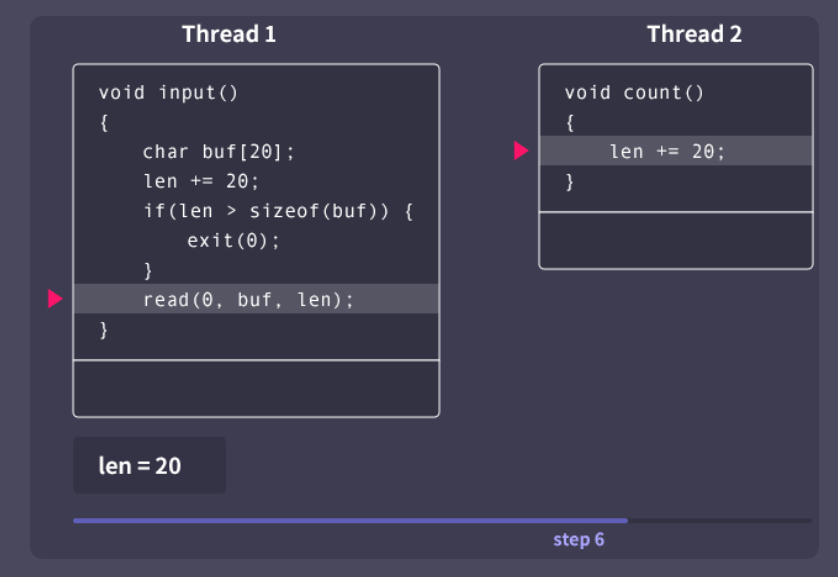 Thread 1
void input()
{
char buf[20];
len += 20;
if(len > sizeof(buf)) {
exit(0);
}
read(0, buf, len);
}
Thread 2
void count()
{
len += 20;
}
len = 20
step 6